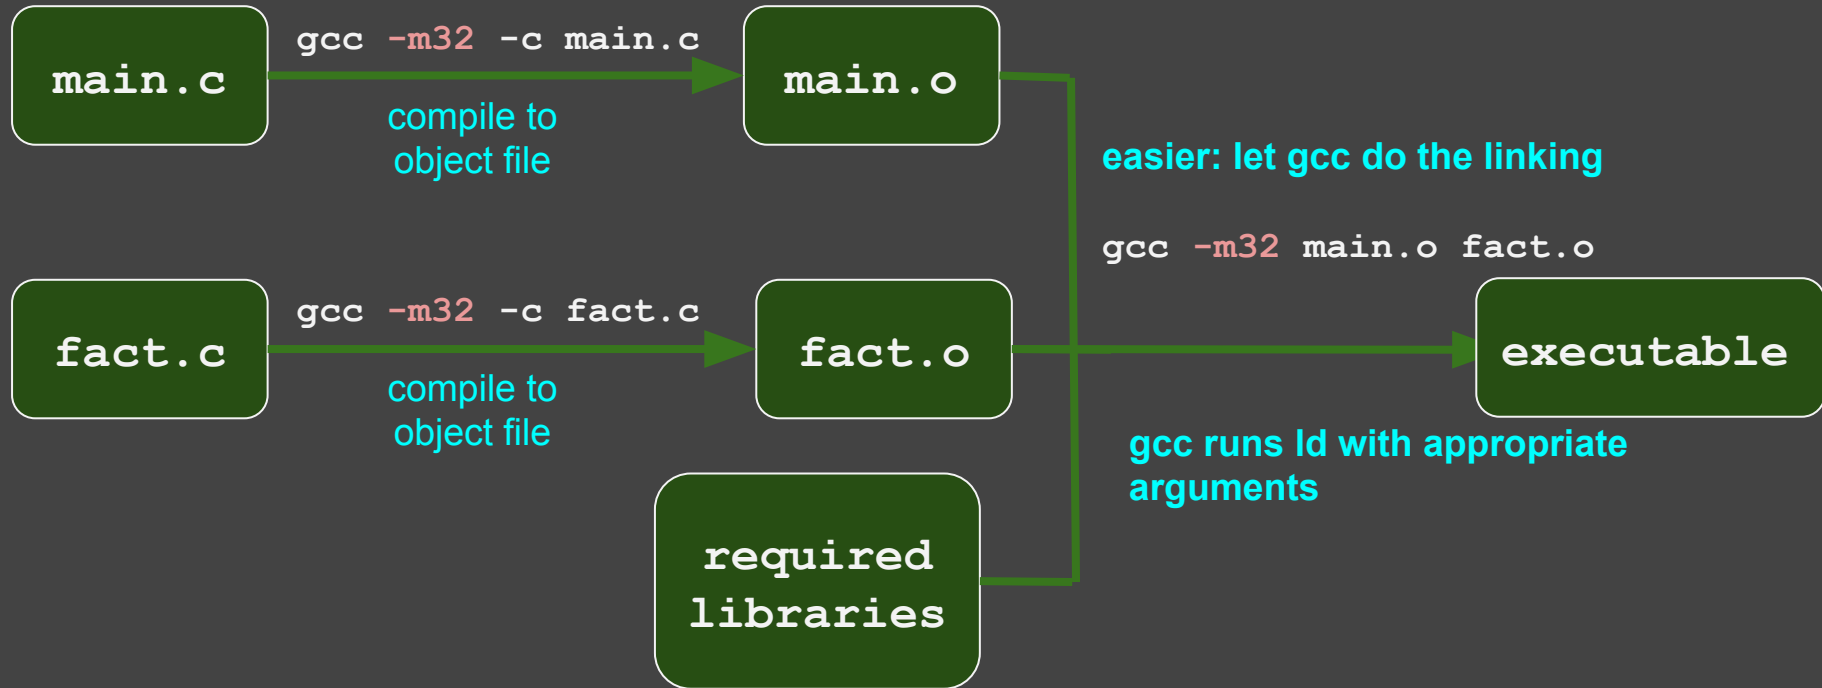 main.c
gcc -m32 -c main.c
compile to
object file
main.o
easier: let gcc do the linking
gcc -m32 main.o fact.o
fact.c
gcc -m32 -c fact.c
compile to
object file
fact.o
executable
gcc runs ld with appropriate
arguments
required
libraries